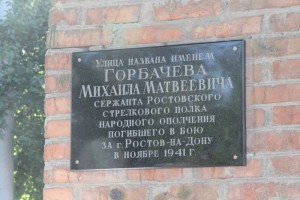 УЛИЦА НАЗВАНА ИМЕНЕМ
ГОРБАЧЕВА
МИХАИЛА МАТВЕЕВИЧА
СЕРЖАНТА РОСТОВСКОГО
СТРЕЛКОВОГО ПОЛКА
НАРОДНОГО ОПОЛЧЕНИЯ
ПОГИБШЕГО В БОЮ
ЗА Г. РОСТОВ-НА-ДОНУ
В НОЯБРЕ 1941 Г